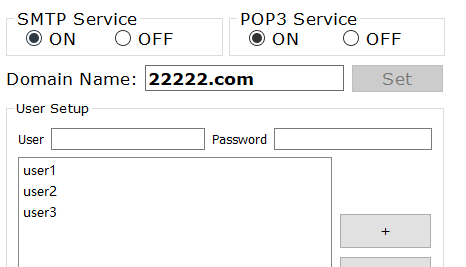 SMTP Service POP3 Service
ON OFF ON OFF
Domain Name: 22222.com Set
User Setup
User Password
user1
user2
user3
+